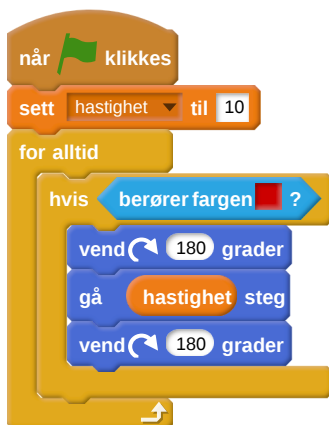 når klikkes
sett hastighet til 10
for alltid
hvis berører fargen ?
vend 180 grader
gå hastighet steg
vend 180 grader